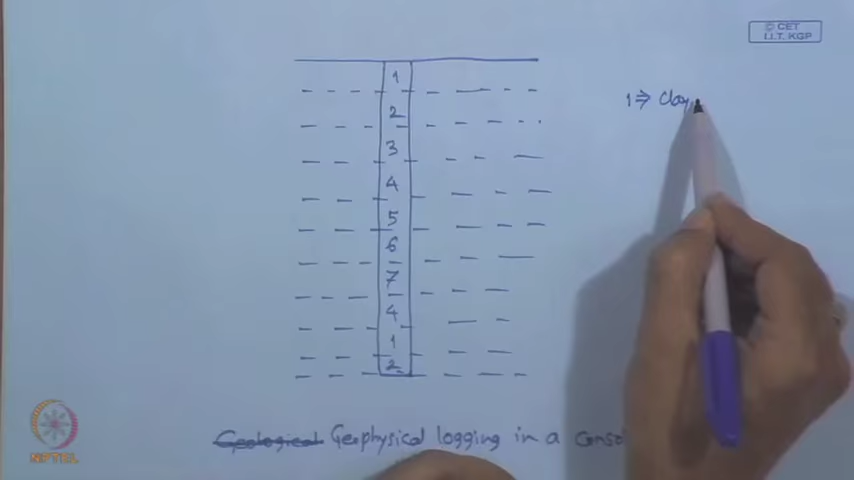 © CET
I.I.T. KGP
1
1 ⇒ Clay
2
3
4
5
6
7
4
1
2
Geological Geophysical logging in a
NPTEL